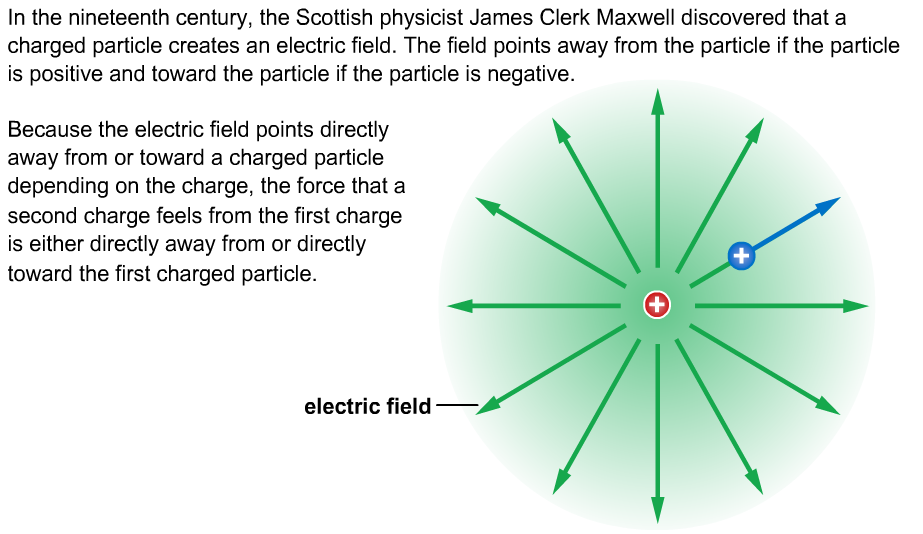 In the nineteenth century, the Scottish physicist James Clerk Maxwell discovered that a
charged particle creates an electric field. The field points away from the particle if the particle
is positive and toward the particle if the particle is negative.
Because the electric field points directly
away from or toward a charged particle
depending on the charge, the force that a
second charge feels from the first charge
is either directly away from or directly
toward the first charged particle.
+
+
electric field